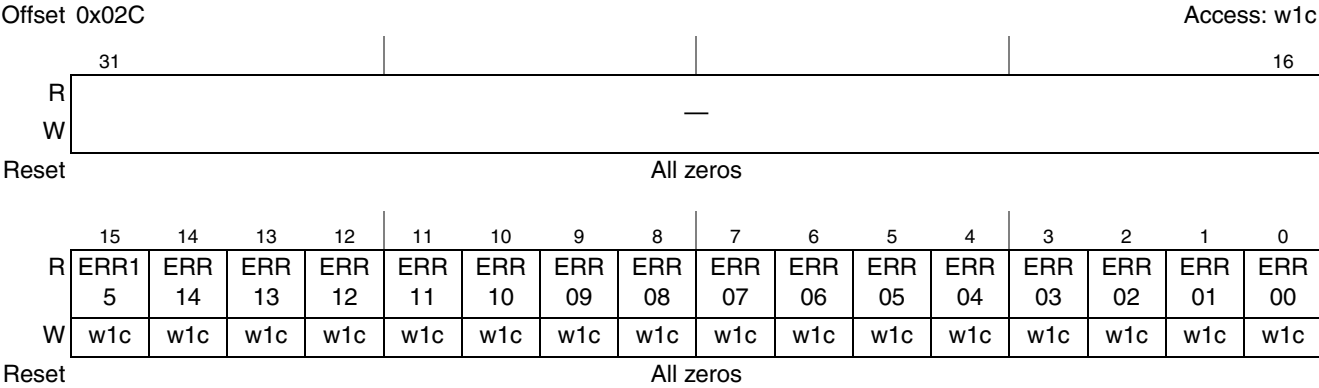 Offset 0x02C Access: w1c
31 16
R
—
W
Reset All zeros
15 14 13 12 11 10 9 8 7 6 5 4 3 2 1 0
R ERR1 ERR ERR ERR ERR ERR ERR ERR ERR ERR ERR ERR ERR ERR ERR ERR
5 14 13 12 11 10 09 08 07 06 05 04 03 02 01 00
W w1c w1c w1c w1c w1c w1c w1c w1c w1c w1c w1c w1c w1c w1c w1c w1c
Reset All zeros